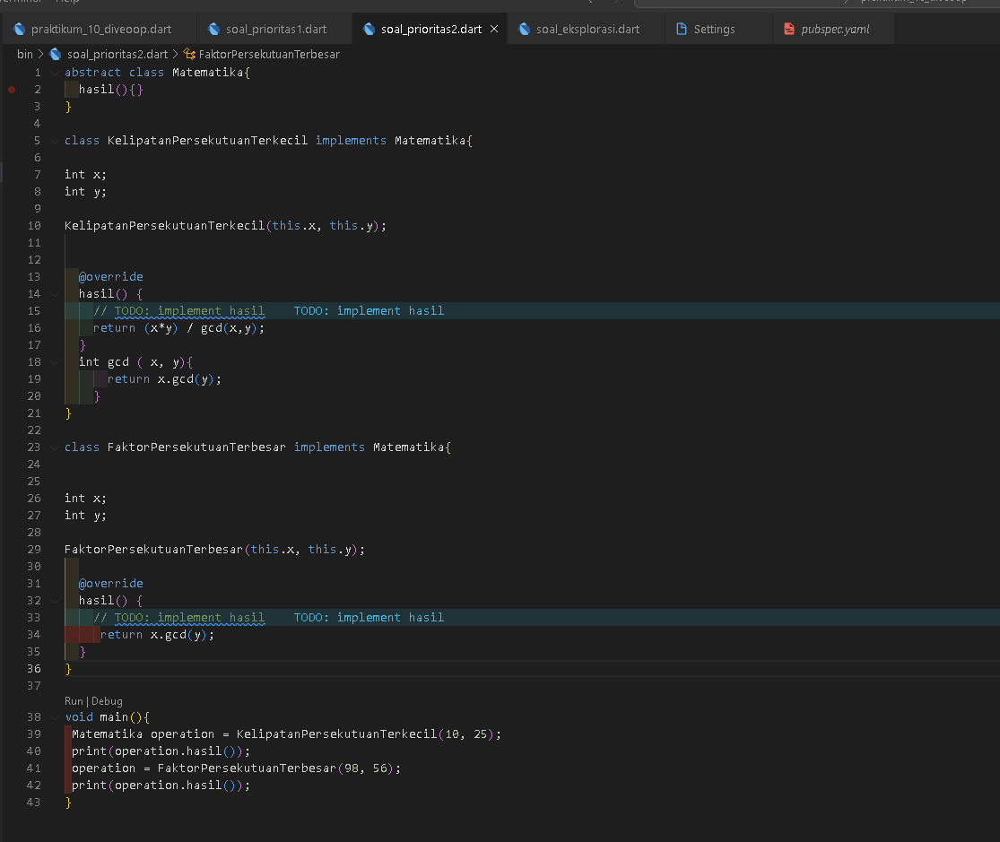 Help
praktikum_10_diveoop.dart soal_prioritas1.dart soal_prioritas2.dart soal_eksplorasi.dart Settings pubspec.yaml
bin > soal_prioritas2.dart > FaktorPersekutuanTerbesar
1 abstract class Matematika{
2 hasil(){}
3 }
4
5 class KelipatanPersekutuanTerkecil implements Matematika{
6
7 int x;
8 int y;
9
10 KelipatanPersekutuanTerkecil(this.x, this.y);
11
12
13 @override
14 hasil() {
15 // TODO: implement hasil TODO: implement hasil
16 return (x*y) / gcd(x,y);
17 }
18 int gcd ( x, y){
19 return x.gcd(y);
20 }
21 }
22
23 class FaktorPersekutuanTerbesar implements Matematika{
24
25
26 int x;
27 int y;
28
29 FaktorPersekutuanTerbesar(this.x, this.y);
30
31 @override
32 hasil() {
33 // TODO: implement hasil TODO: implement hasil
34 return x.gcd(y);
35 }
36 }
37
Run | Debug
38 void main(){
39 Matematika operation = KelipatanPersekutuanTerkecil(10, 25);
40 print(operation.hasil());
41 operation = FaktorPersekutuanTerbesar(98, 56);
42 print(operation.hasil());
43 }